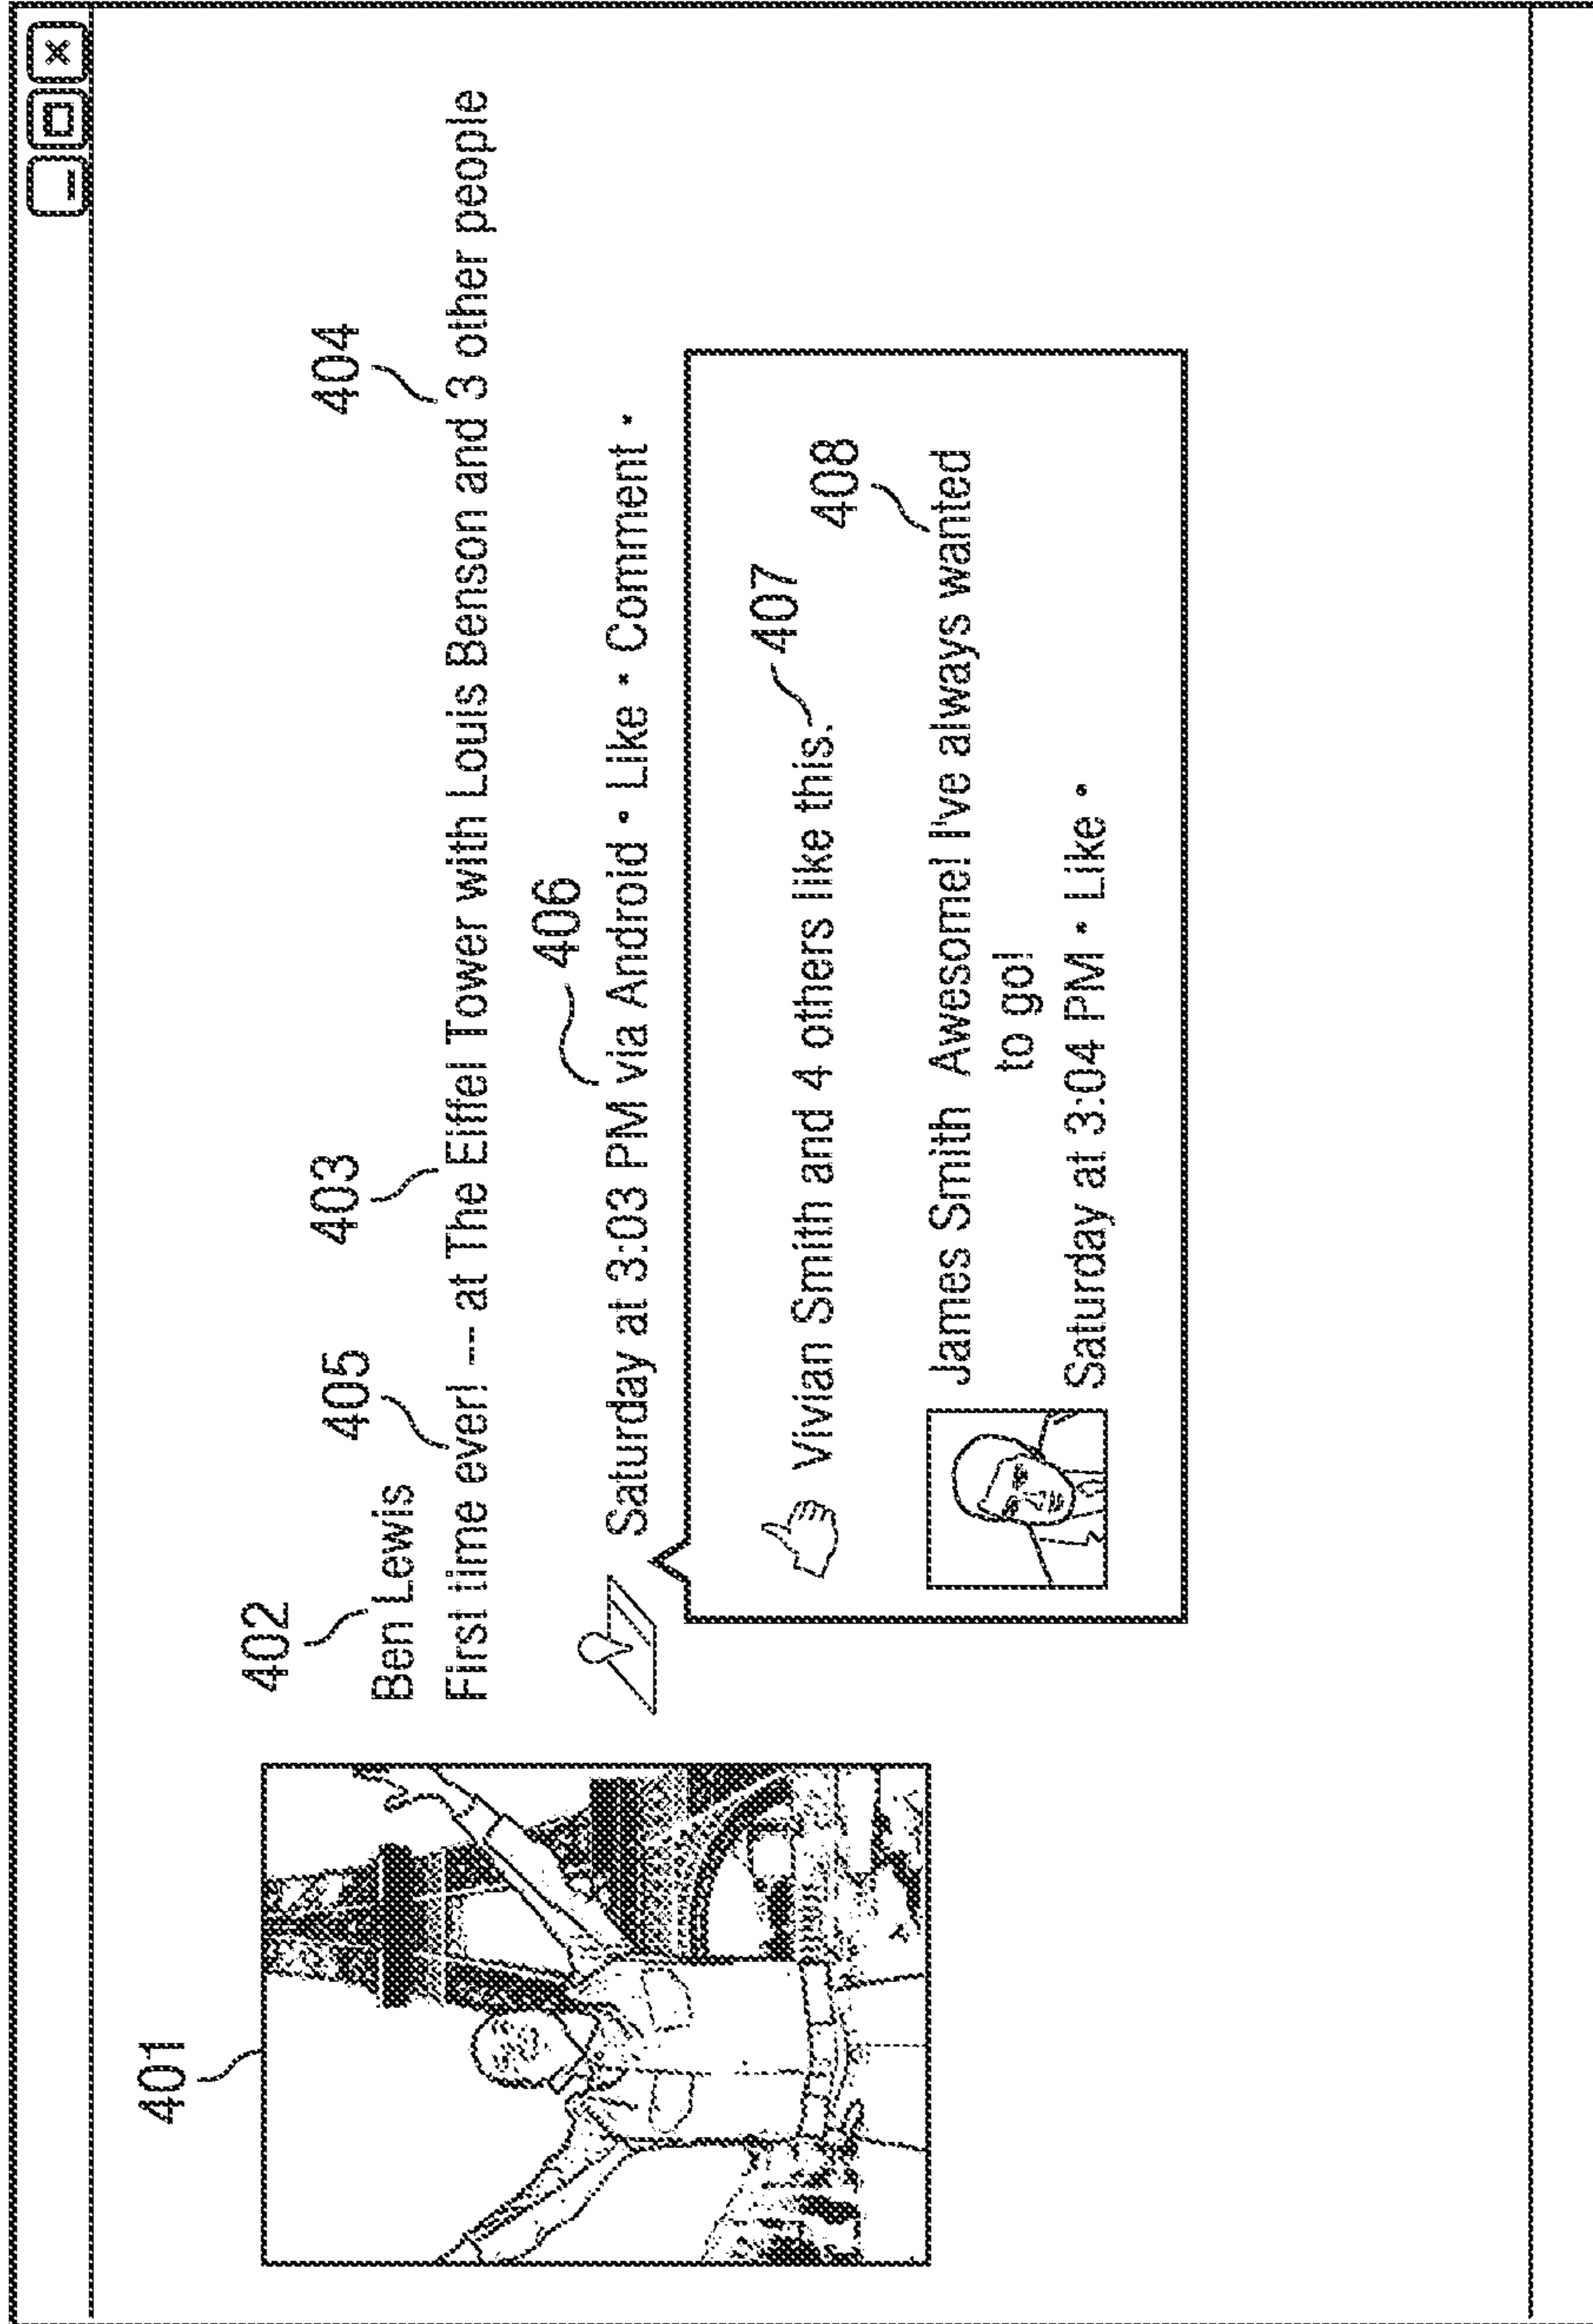 401
402
Ben Lewis
405
403
404
First time ever! --- at The Eiffel Tower with Louis Benson and 3 other people
406
Saturday at 3:03 PM via Android • Like • Comment •
407
Vivian Smith and 4 others like this.
408
James Smith Awesome! I've always wanted
to go!
Saturday at 3:04 PM • Like •